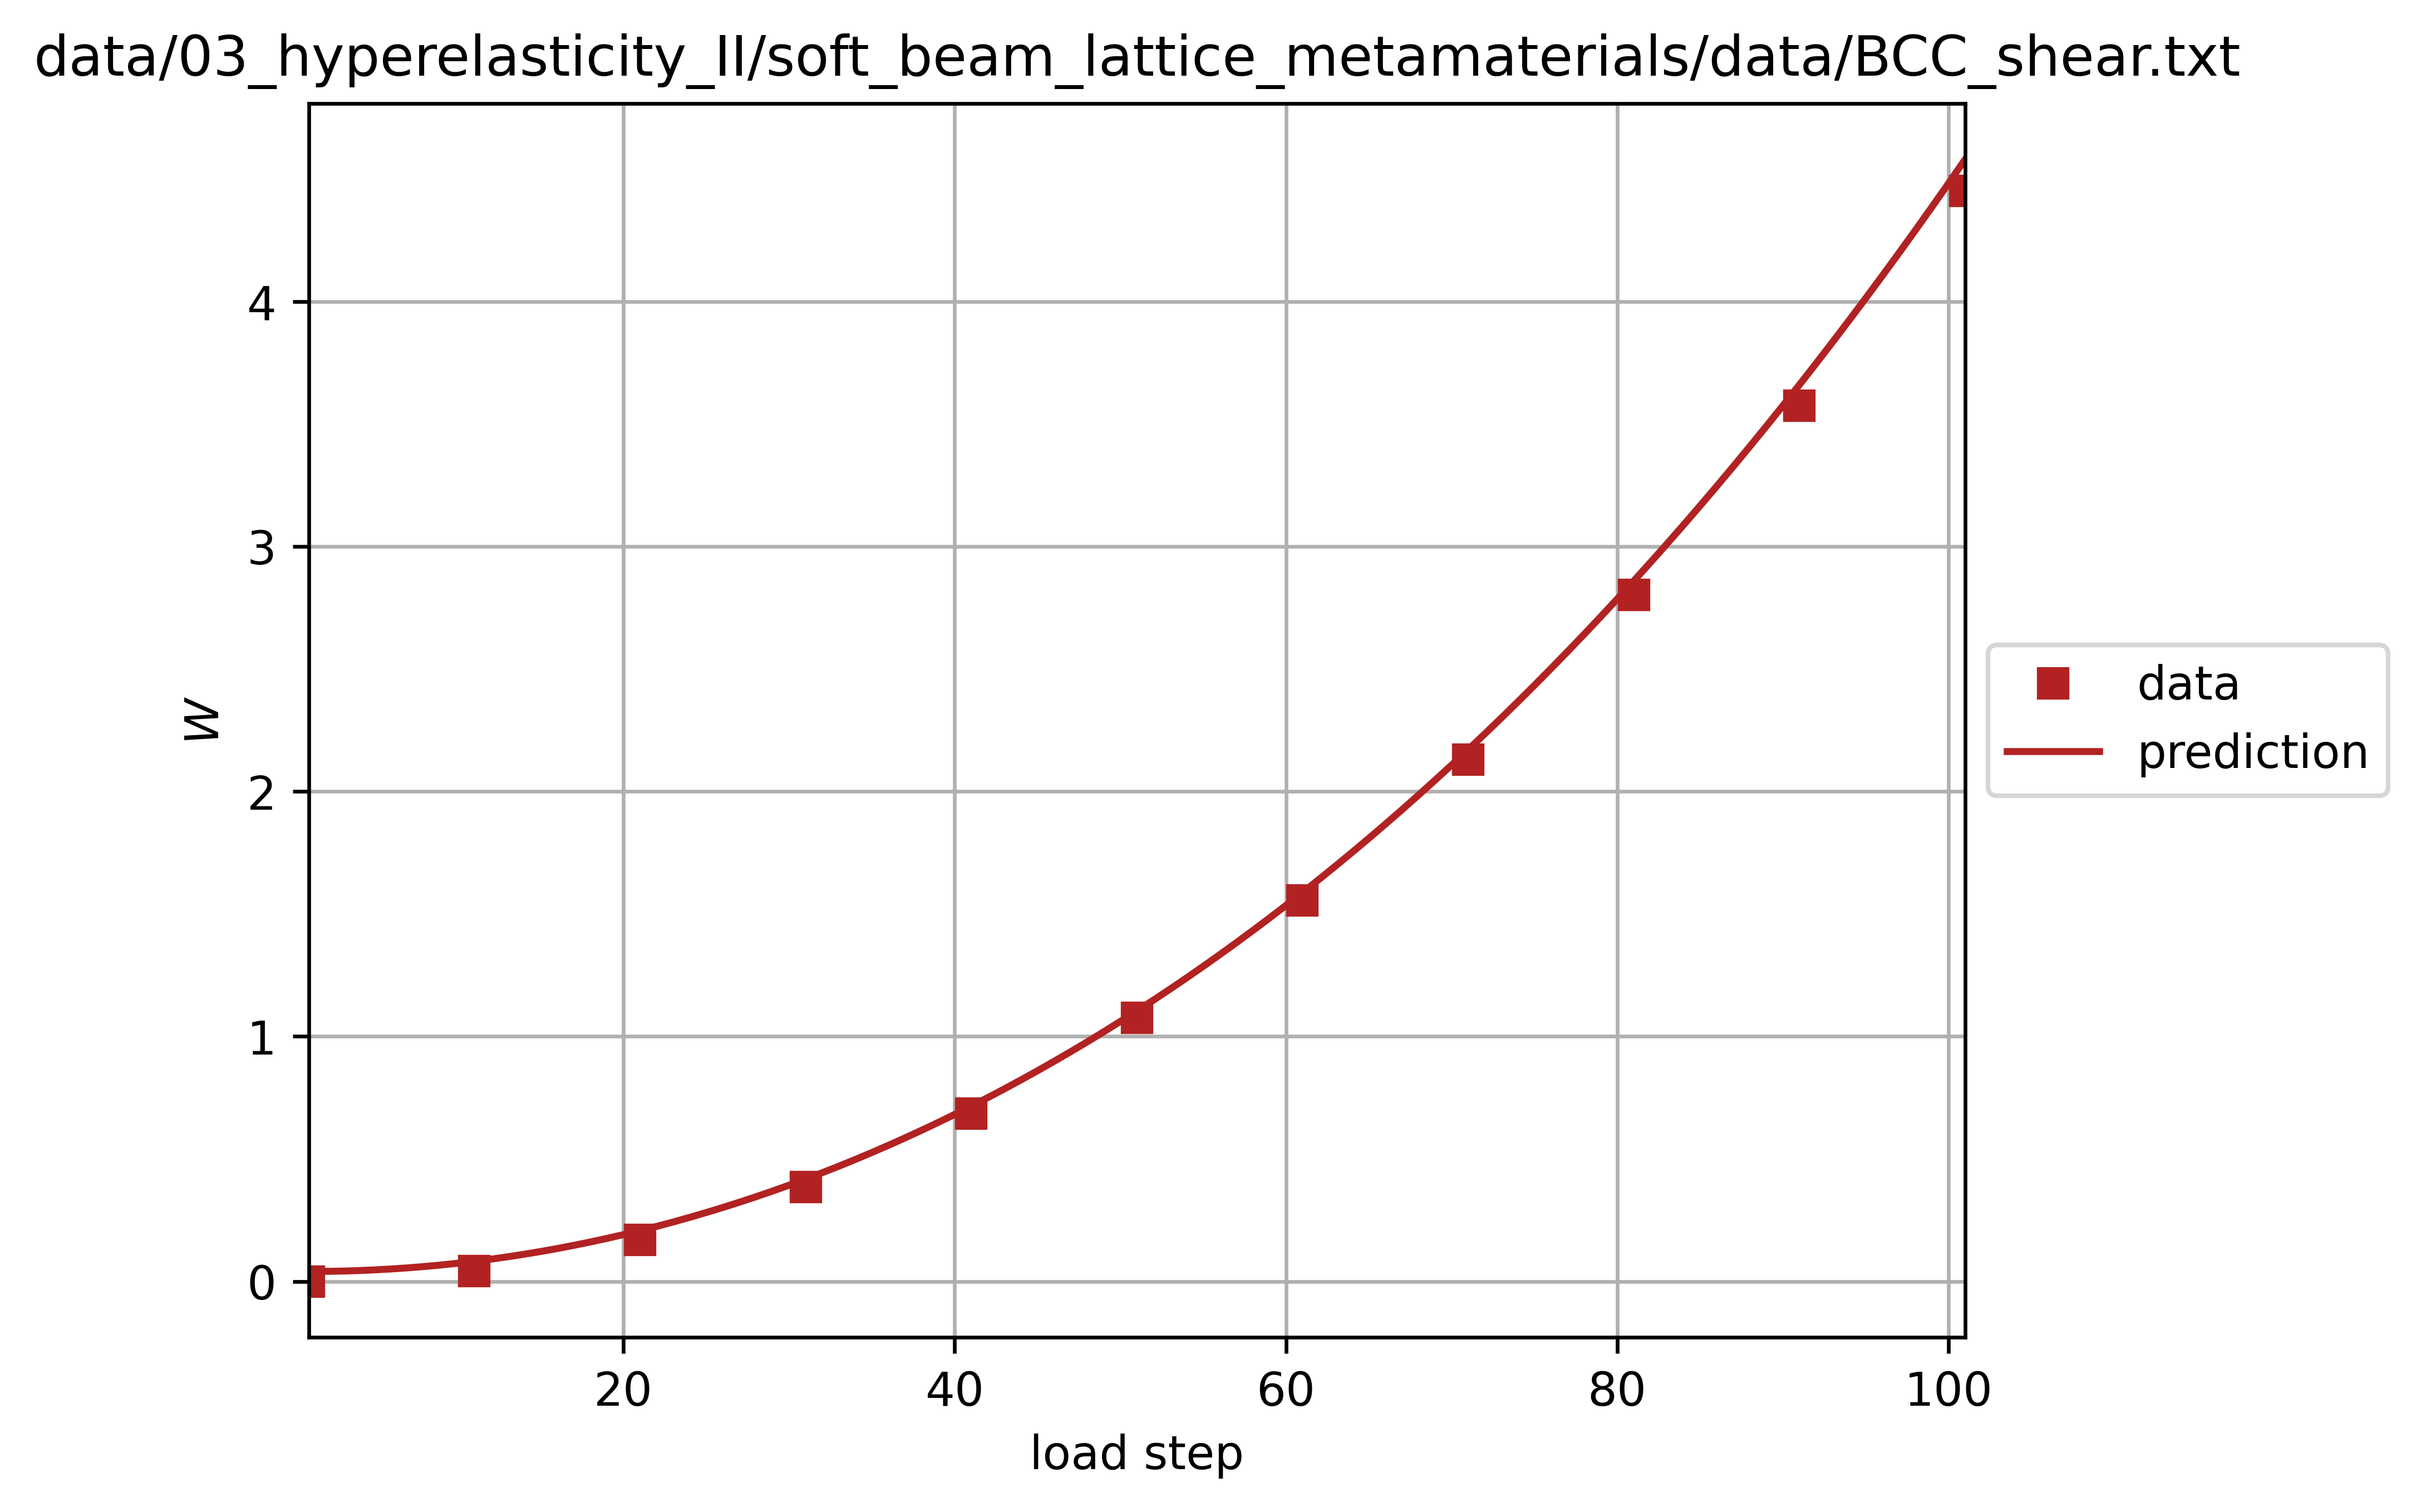 data/03_hyperelasticity_II/soft_beam_lattice_metamaterials/data/BCC_shear.txt
4
3
2
1
0
W
20 40 60 80 100
load step
data
prediction